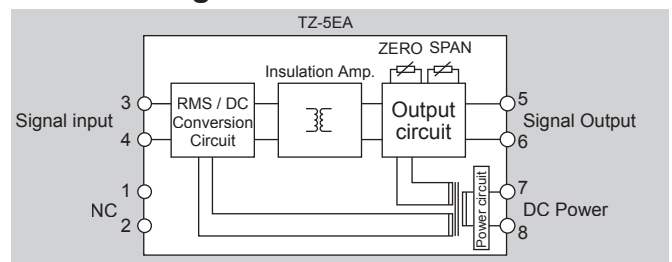 TZ-5EA
ZERO SPAN
Insulation Amp.
3
RMS / DC
Conversion
Circuit
Output
circuit
5
Signal input
Signal Output
4
6
1
Power circuit
7
NC
DC Power
2
8